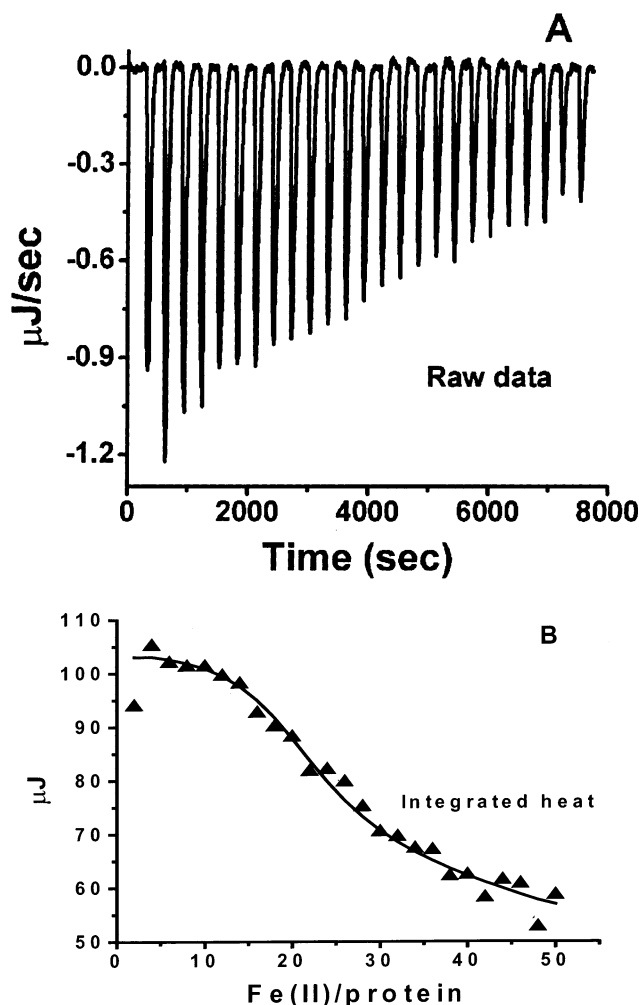 A
0.0
-0.3
-0.6
-0.9
-1.2
μJ/sec
Raw data
0 2000 4000 6000 8000
Time (sec)
B
110
100
90
80
70
60
50
μJ
Integrated heat
0 10 20 30 40 50
Fe(II)/protein